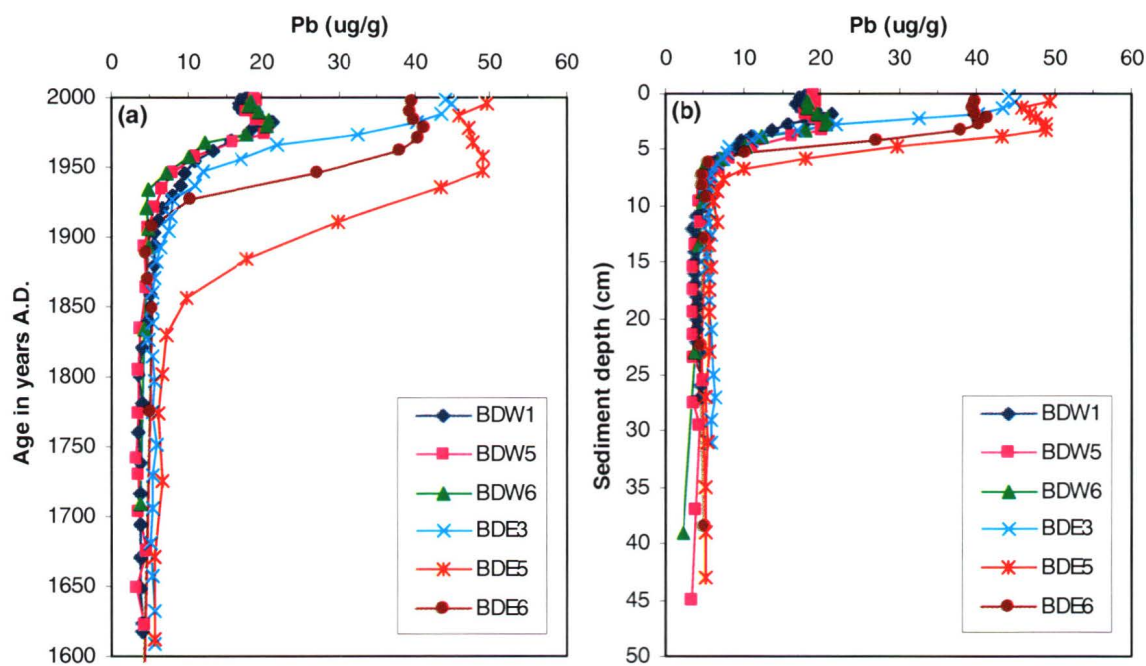 Pb (ug/g)
0 10 20 30 40 50 60
(a)
Age in years A.D.
2000
1950
1900
1850
1800
1750
1700
1650
1600
BDW1
BDW5
BDW6
BDE3
BDE5
BDE6
Pb (ug/g)
0 10 20 30 40 50 60
(b)
Sediment depth (cm)
0
5
10
15
20
25
30
35
40
45
50
BDW1
BDW5
BDW6
BDE3
BDE5
BDE6